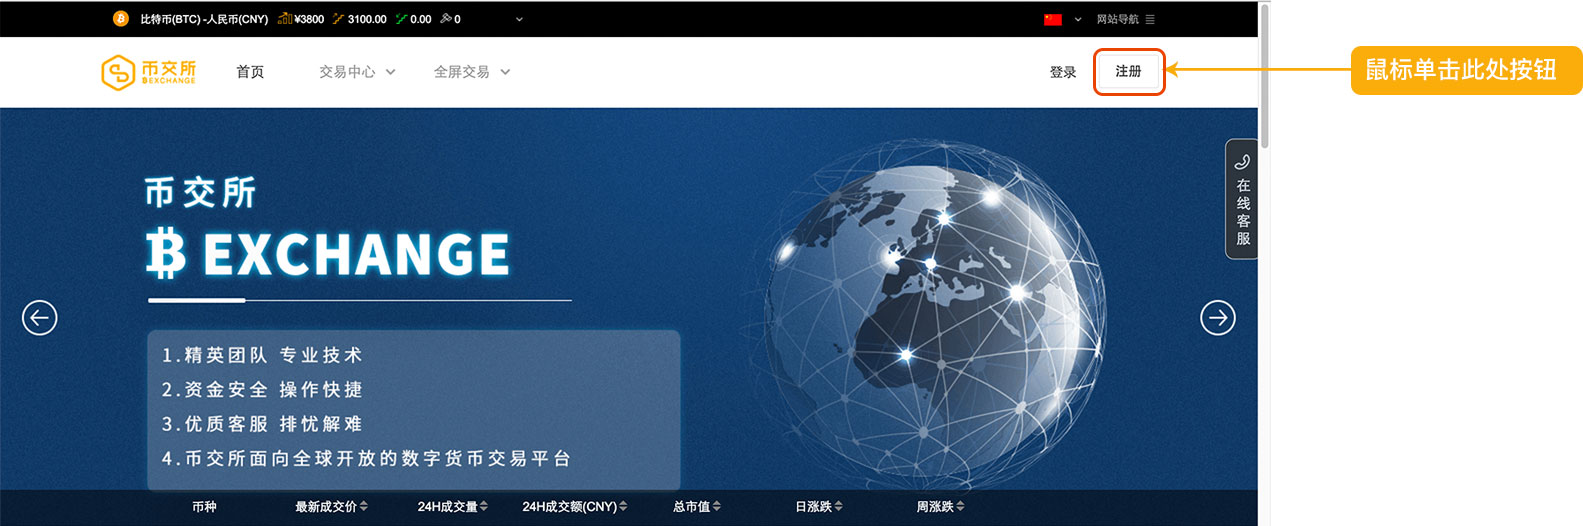 比特币(BTC) -人民币(CNY) ¥3800 3100.00 0.00 0 网站导航
币交所 BEXCHANGE 首页 交易中心 全屏交易 登录 注册 鼠标单击此处按钮
币交所
BEXCHANGE
在线客服
1.精英团队 专业技术
2.资金安全 操作快捷
3.优质客服 排忧解难
4.币交所面向全球开放的数字货币交易平台
币种 最新成交价 24H成交量 24H成交额(CNY) 总市值 日涨跌 周涨跌